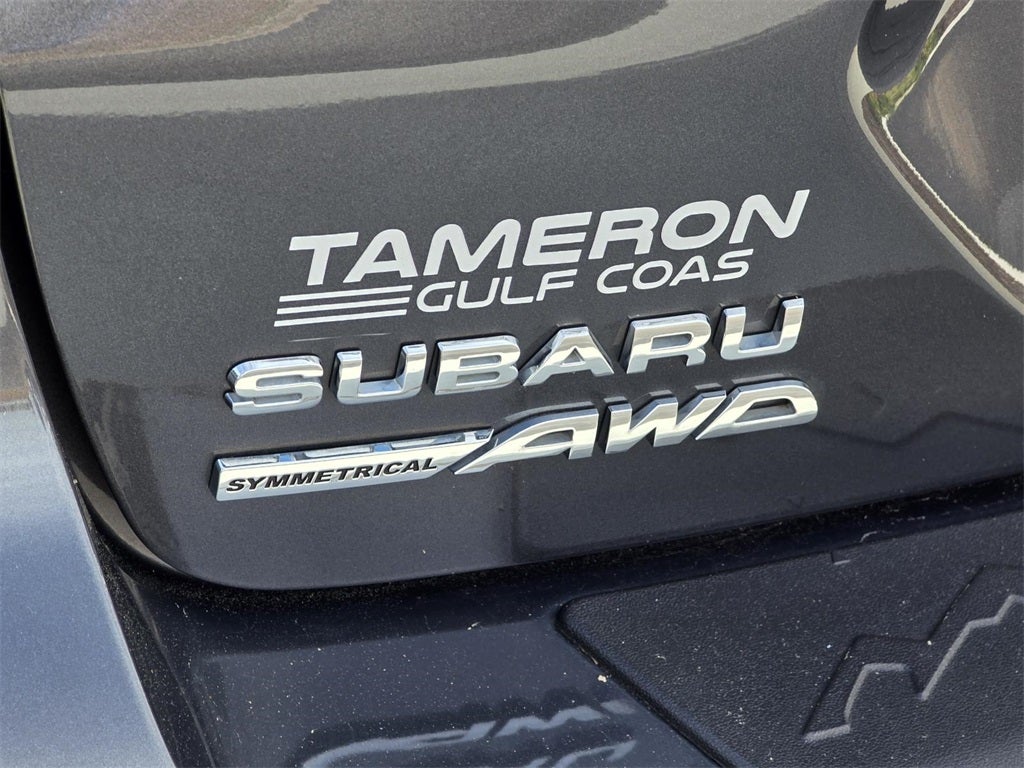 TAMERON
GULF COAS
SUBARU
SYMMETRICAL AWD